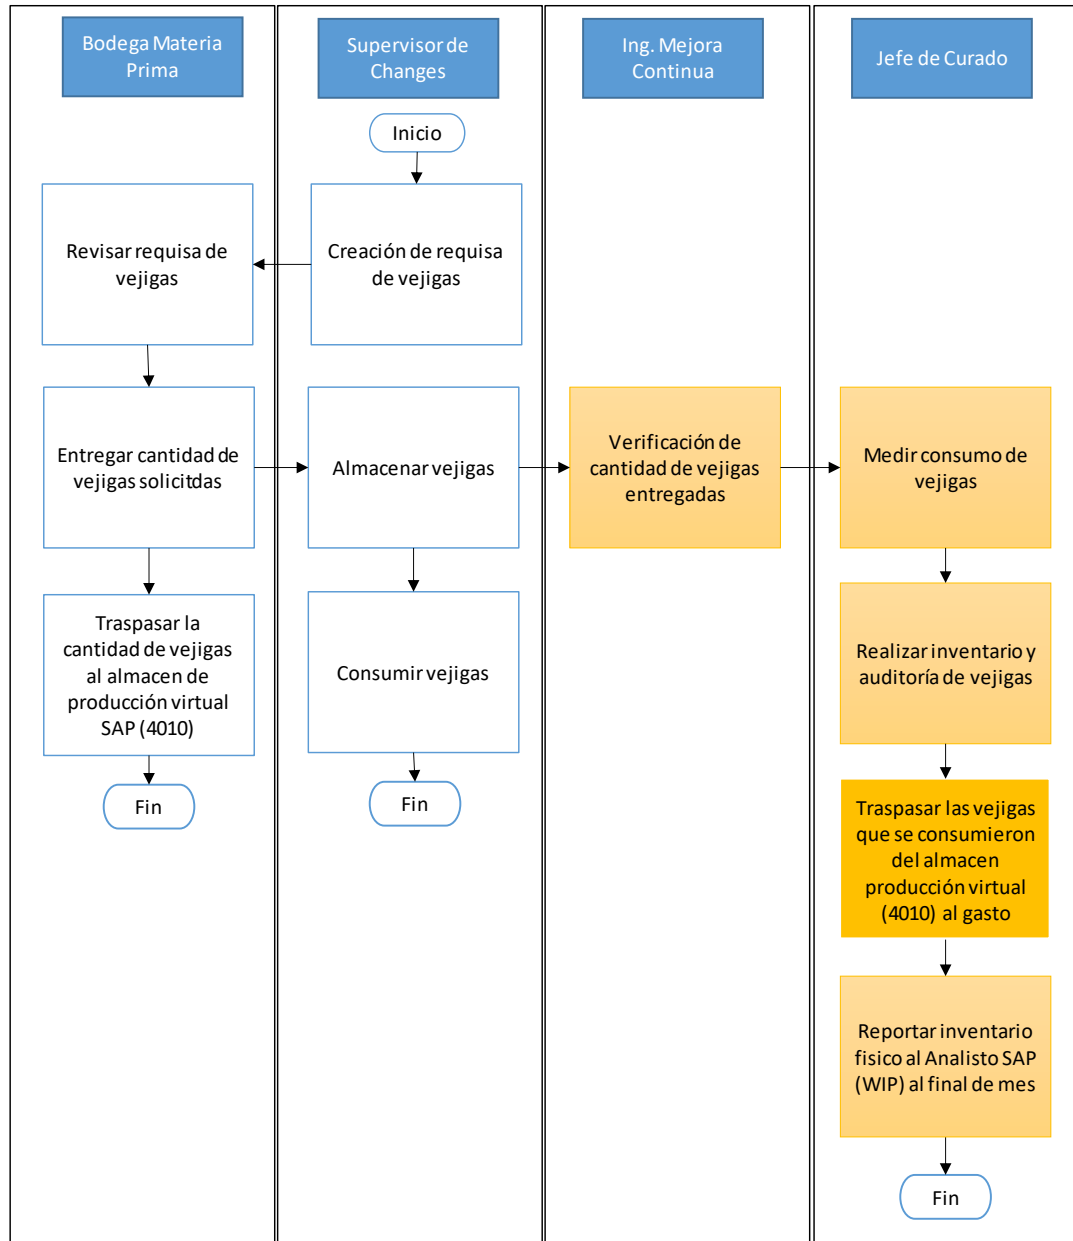 Bodega Materia
Prima
Supervisor de
Changes
Ing. Mejora
Continua
Jefe de Curado
Inicio
Revisar requisa de
vejigas
Creación de requisa
de vejigas
Entregar cantidad de
vejigas solicitdas
Almacenar vejigas
Verificación de
cantidad de vejigas
entregadas
Medir consumo de
vejigas
Traspasar la
cantidad de vejigas
al almacen de
producción virtual
SAP (4010)
Consumir vejigas
Realizar inventario y
auditoría de vejigas
Fin
Fin
Traspasar las vejigas
que se consumieron
del almacen
producción virtual
(4010) al gasto
Reportar inventario
fisico al Analisto SAP
(WIP) al final de mes
Fin